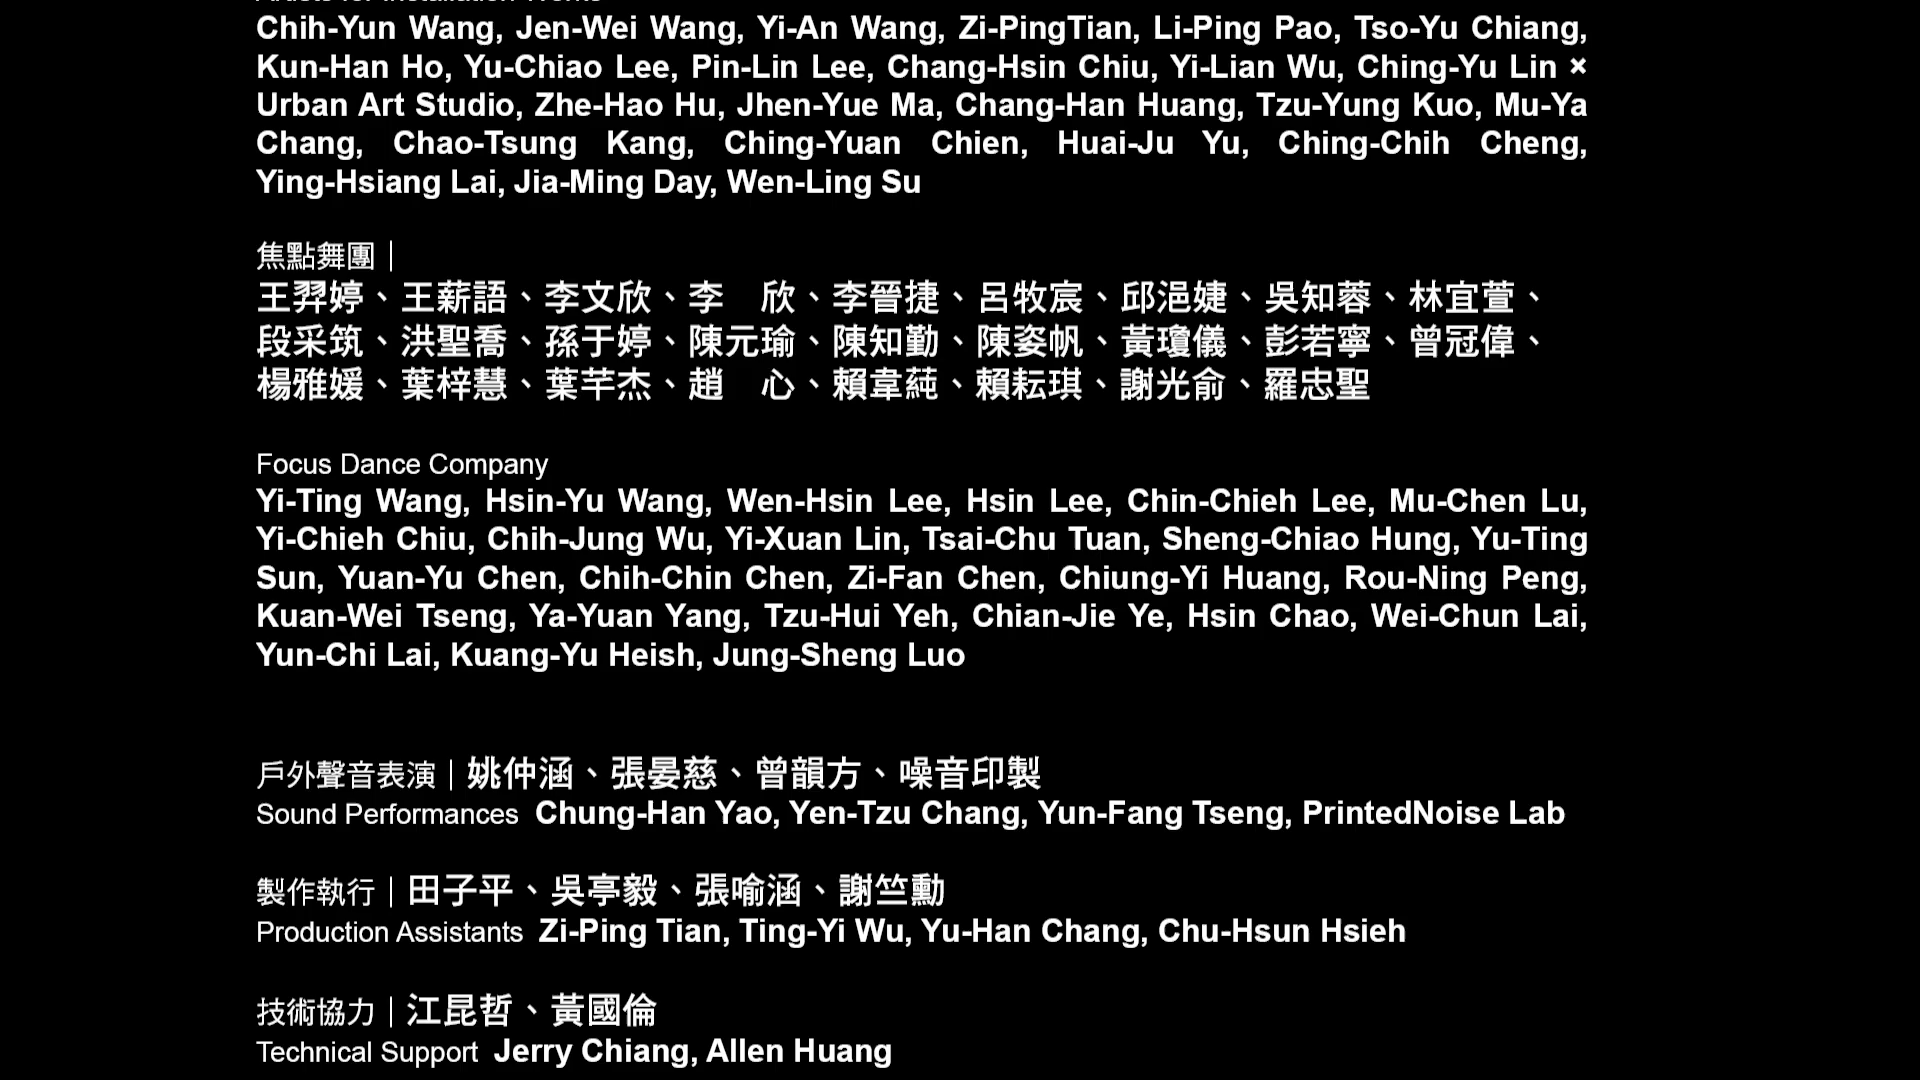 Artists for Installation Works
Chih-Yun Wang, Jen-Wei Wang, Yi-An Wang, Zi-PingTian, Li-Ping Pao, Tso-Yu Chiang,
Kun-Han Ho, Yu-Chiao Lee, Pin-Lin Lee, Chang-Hsin Chiu, Yi-Lian Wu, Ching-Yu Lin ×
Urban Art Studio, Zhe-Hao Hu, Jhen-Yue Ma, Chang-Han Huang, Tzu-Yung Kuo, Mu-Ya
Chang, Chao-Tsung Kang, Ching-Yuan Chien, Huai-Ju Yu, Ching-Chih Cheng,
Ying-Hsiang Lai, Jia-Ming Day, Wen-Ling Su
焦點舞團｜
王羿婷、王薪語、李文欣、李　欣、李晉捷、呂牧宸、邱浥婕、吳知蓉、林宜萱、
段采筑、洪聖喬、孫于婷、陳元瑜、陳知勤、陳姿帆、黃瓊儀、彭若寧、曾冠偉、
楊雅媛、葉梓慧、葉芊杰、趙　心、賴韋蒓、賴耘琪、謝光俞、羅忠聖
Focus Dance Company
Yi-Ting Wang, Hsin-Yu Wang, Wen-Hsin Lee, Hsin Lee, Chin-Chieh Lee, Mu-Chen Lu,
Yi-Chieh Chiu, Chih-Jung Wu, Yi-Xuan Lin, Tsai-Chu Tuan, Sheng-Chiao Hung, Yu-Ting
Sun, Yuan-Yu Chen, Chih-Chin Chen, Zi-Fan Chen, Chiung-Yi Huang, Rou-Ning Peng,
Kuan-Wei Tseng, Ya-Yuan Yang, Tzu-Hui Yeh, Chian-Jie Ye, Hsin Chao, Wei-Chun Lai,
Yun-Chi Lai, Kuang-Yu Heish, Jung-Sheng Luo
戶外聲音表演｜姚仲涵、張晏慈、曾韻方、噪音印製
Sound Performances Chung-Han Yao, Yen-Tzu Chang, Yun-Fang Tseng, PrintedNoise Lab
製作執行｜田子平、吳亭毅、張喻涵、謝竺勳
Production Assistants Zi-Ping Tian, Ting-Yi Wu, Yu-Han Chang, Chu-Hsun Hsieh
技術協力｜江昆哲、黃國倫
Technical Support Jerry Chiang, Allen Huang